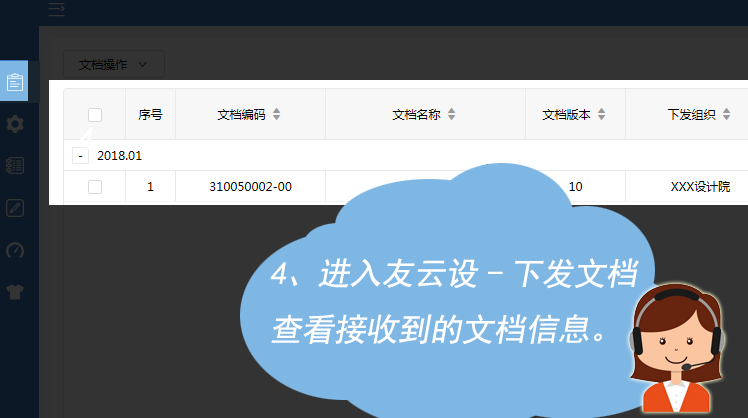 文档操作
序号 文档编码 文档名称 文档版本 下发组织
4
- 2018.01
1 310050002-00 10 XXX设计院
4、进入友云设-下发文档
查看接收到的文档信息。